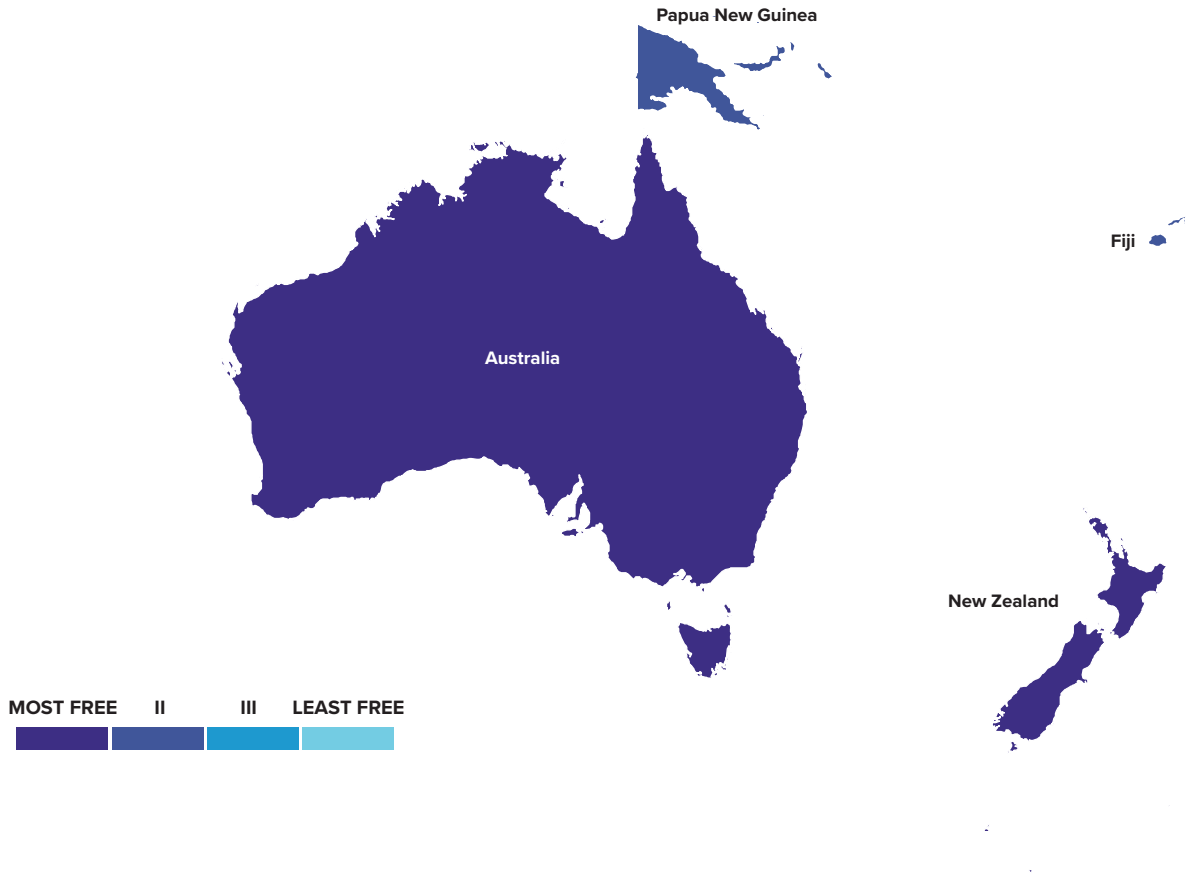 Papua New Guinea
Fiji
Australia
New Zealand
MOST FREE II III LEAST FREE